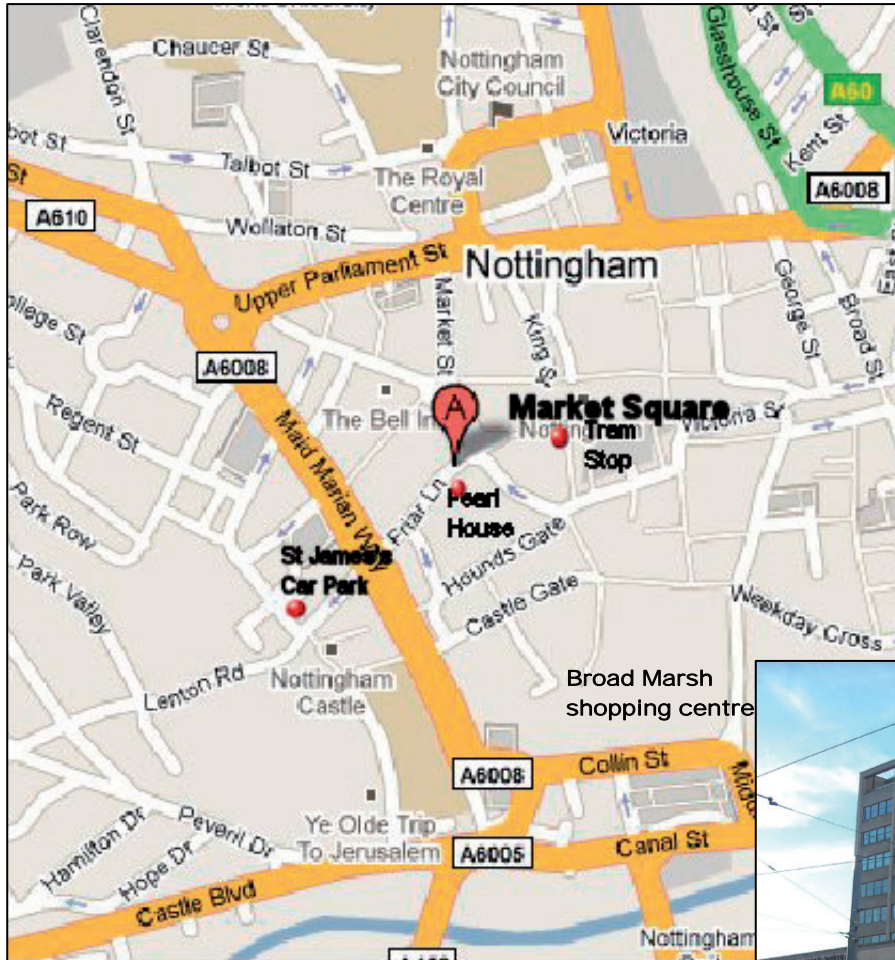 Clarendon St
Chaucer St
Nottingham
City Council
Glasshouse St
A60
Kent St
Victoria
Talbot St
The Royal
Centre
A6008
A610
Wollaton St
Upper Parliament St
Nottingham
Market St
King St
George St
Broad St
A6008
Regent St
The Bell
A
Market Square
Victoria St
Tram
Stop
Maid Marian Way
Friar Ln
Pearl
House
Park Row
Hounds Gate
St James's
Car Park
Park Valley
Castle Gate
Weekday Cross
Lenton Rd
Nottingham
Castle
Broad Marsh
shopping centre
A6008
Collin St
Hamilton Dr
Peveril Dr
Hope Dr
Ye Olde Trip
To Jerusalem
A6005
Canal St
Castle Blvd
Nottingham